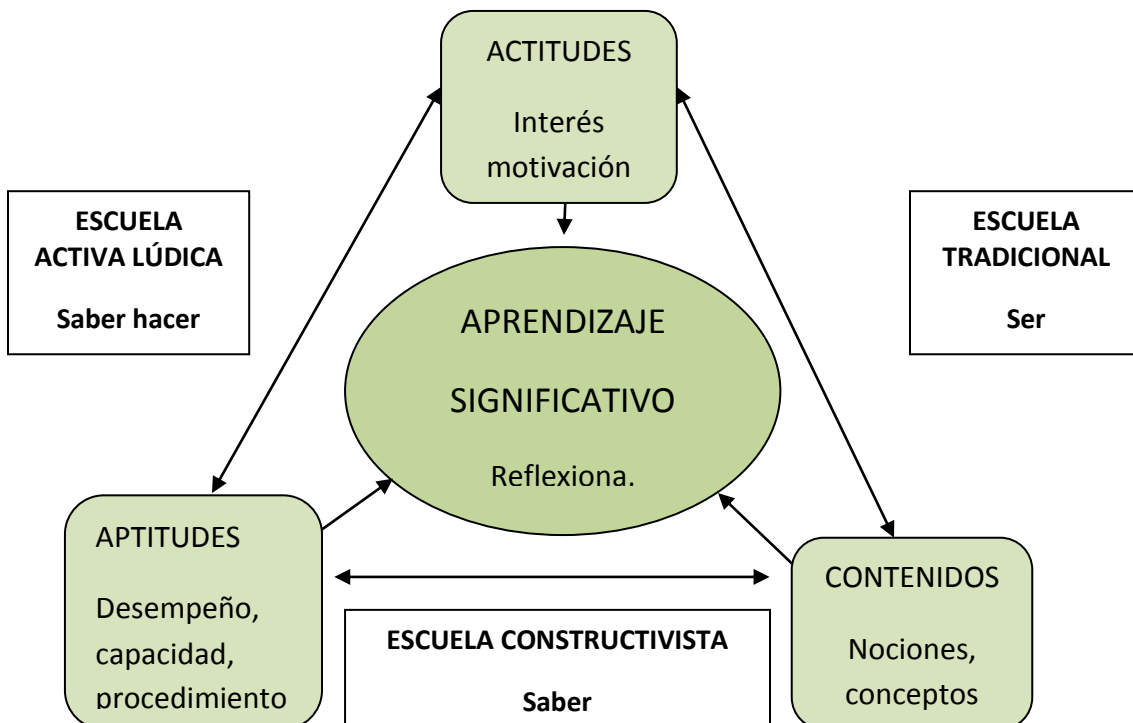 ACTITUDES
Interés
motivación
ESCUELA
ACTIVA LÚDICA
Saber hacer
ESCUELA
TRADICIONAL
Ser
APRENDIZAJE
SIGNIFICATIVO
Reflexiona.
APTITUDES
Desempeño,
capacidad,
procedimiento
ESCUELA CONSTRUCTIVISTA
Saber
CONTENIDOS
Nociones,
conceptos